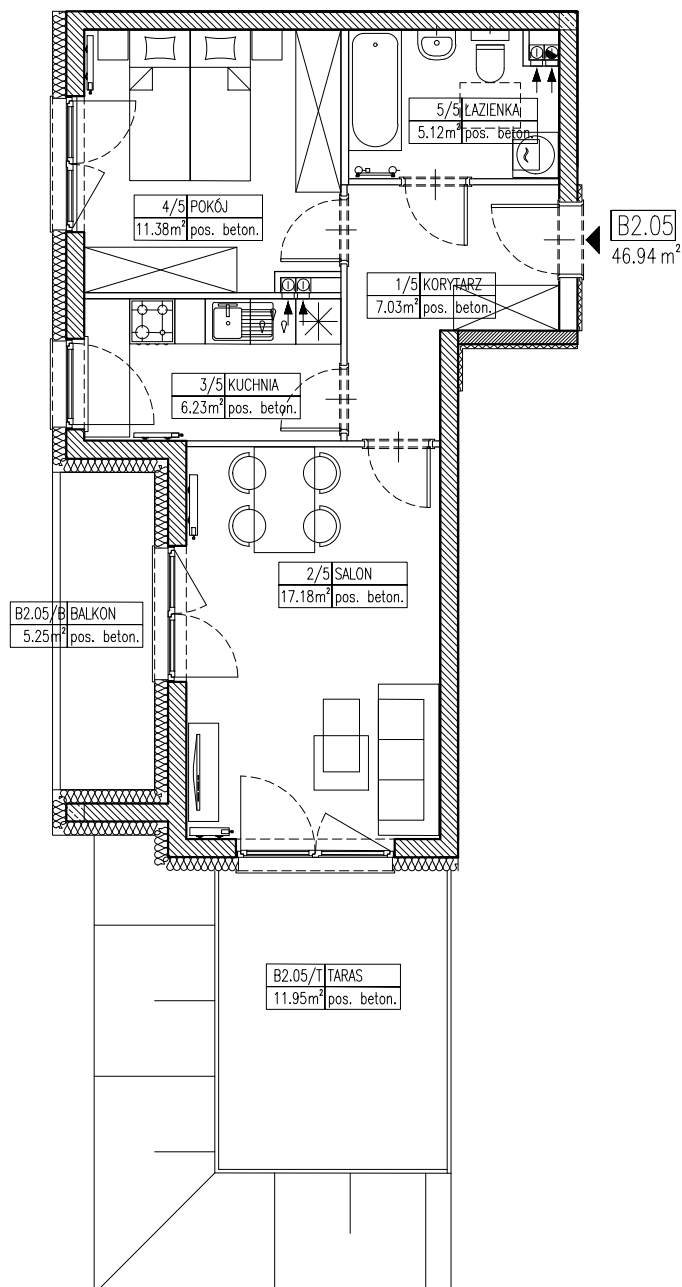 5/5 ŁAZIENKA
5.12m² pos. beton.
4/5 POKÓJ
11.38m² pos. beton.
B2.05
46.94 m²
1/5 KORYTARZ
7.03m² pos. beton.
3/5 KUCHNIA
6.23m² pos. beton.
2/5 SALON
17.18m² pos. beton.
B2.05/B BALKON
5.25m² pos. beton.
B2.05/T TARAS
11.95m² pos. beton.